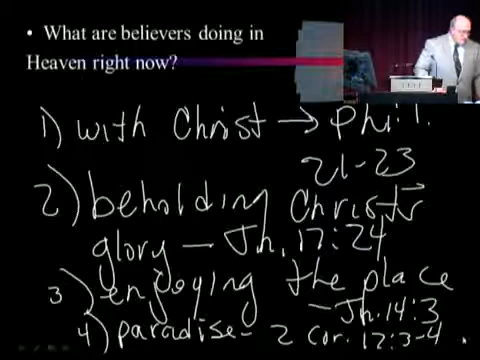 • What are believers doing in
Heaven right now?
1) with Christ → Phil.
21-23
2) beholding Christ's
glory — Jn. 17:24
3) enjoying the place
— Jn. 14:3
4) paradise - 2 Cor. 12:3-4